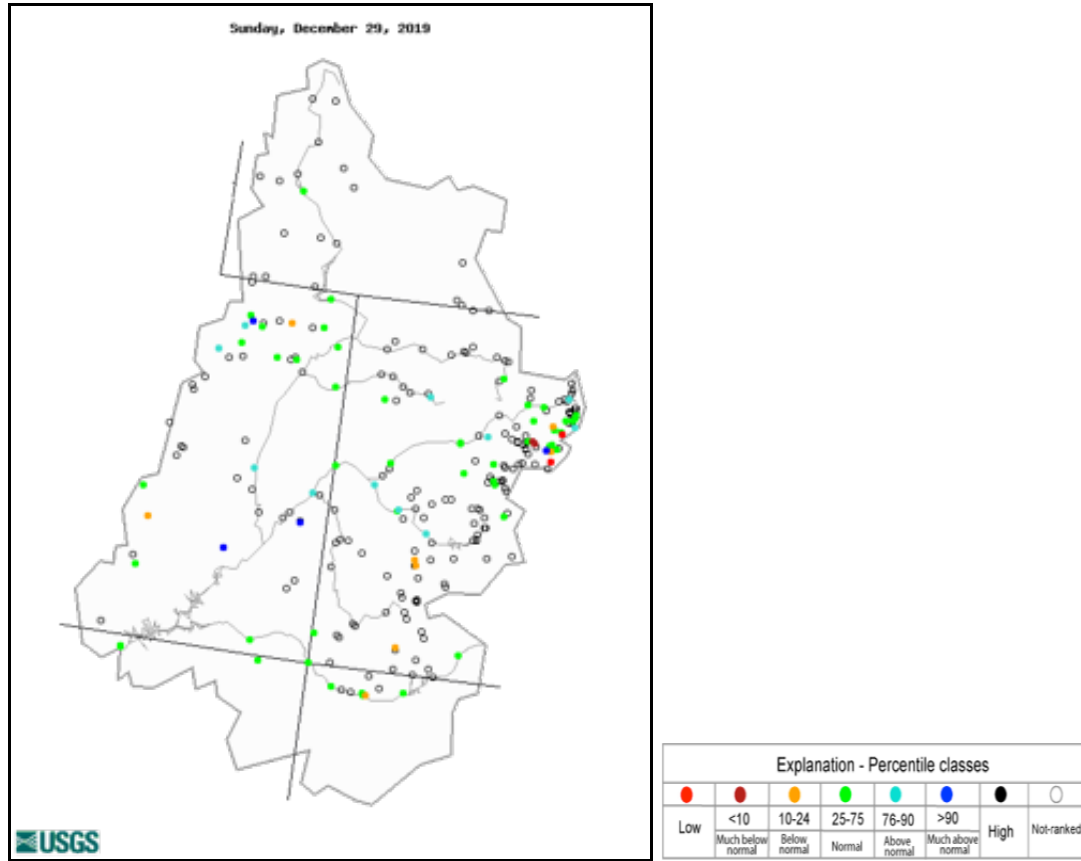 Sunday, December 29, 2019
USGS
Explanation - Percentile classes
Low <10 10-24 25-75 76-90 >90 High Not-ranked
Much below normal Below normal Normal Above normal Much above normal